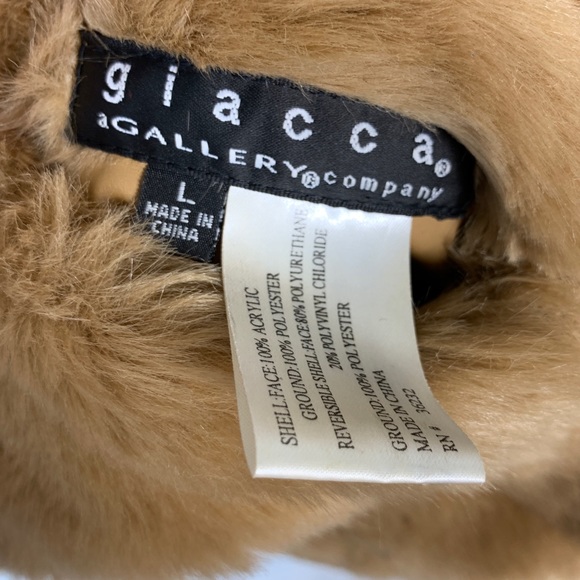 giacca®
aGALLERY®company
L
MADE IN
CHINA
SHELL:FACE:100% ACRYLIC
GROUND:100% POLYESTER
REVERSIBLE SHELL:FACE:80% POLYURETHANE
20% POLYVINYL CHLORIDE
GROUND:100% POLYESTER
MADE IN CHINA
RN# 36232